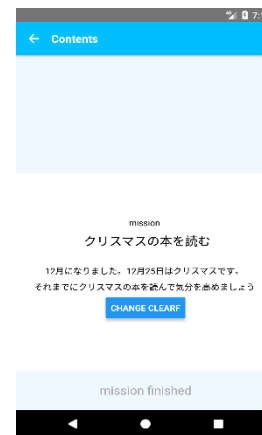 7:1
Contents
mission
クリスマスの本を読む
12月になりました。12月25日はクリスマスです。
それまでにクリスマスの本を読んで気分を高めましょう
CHANGE CLEARF
mission finished